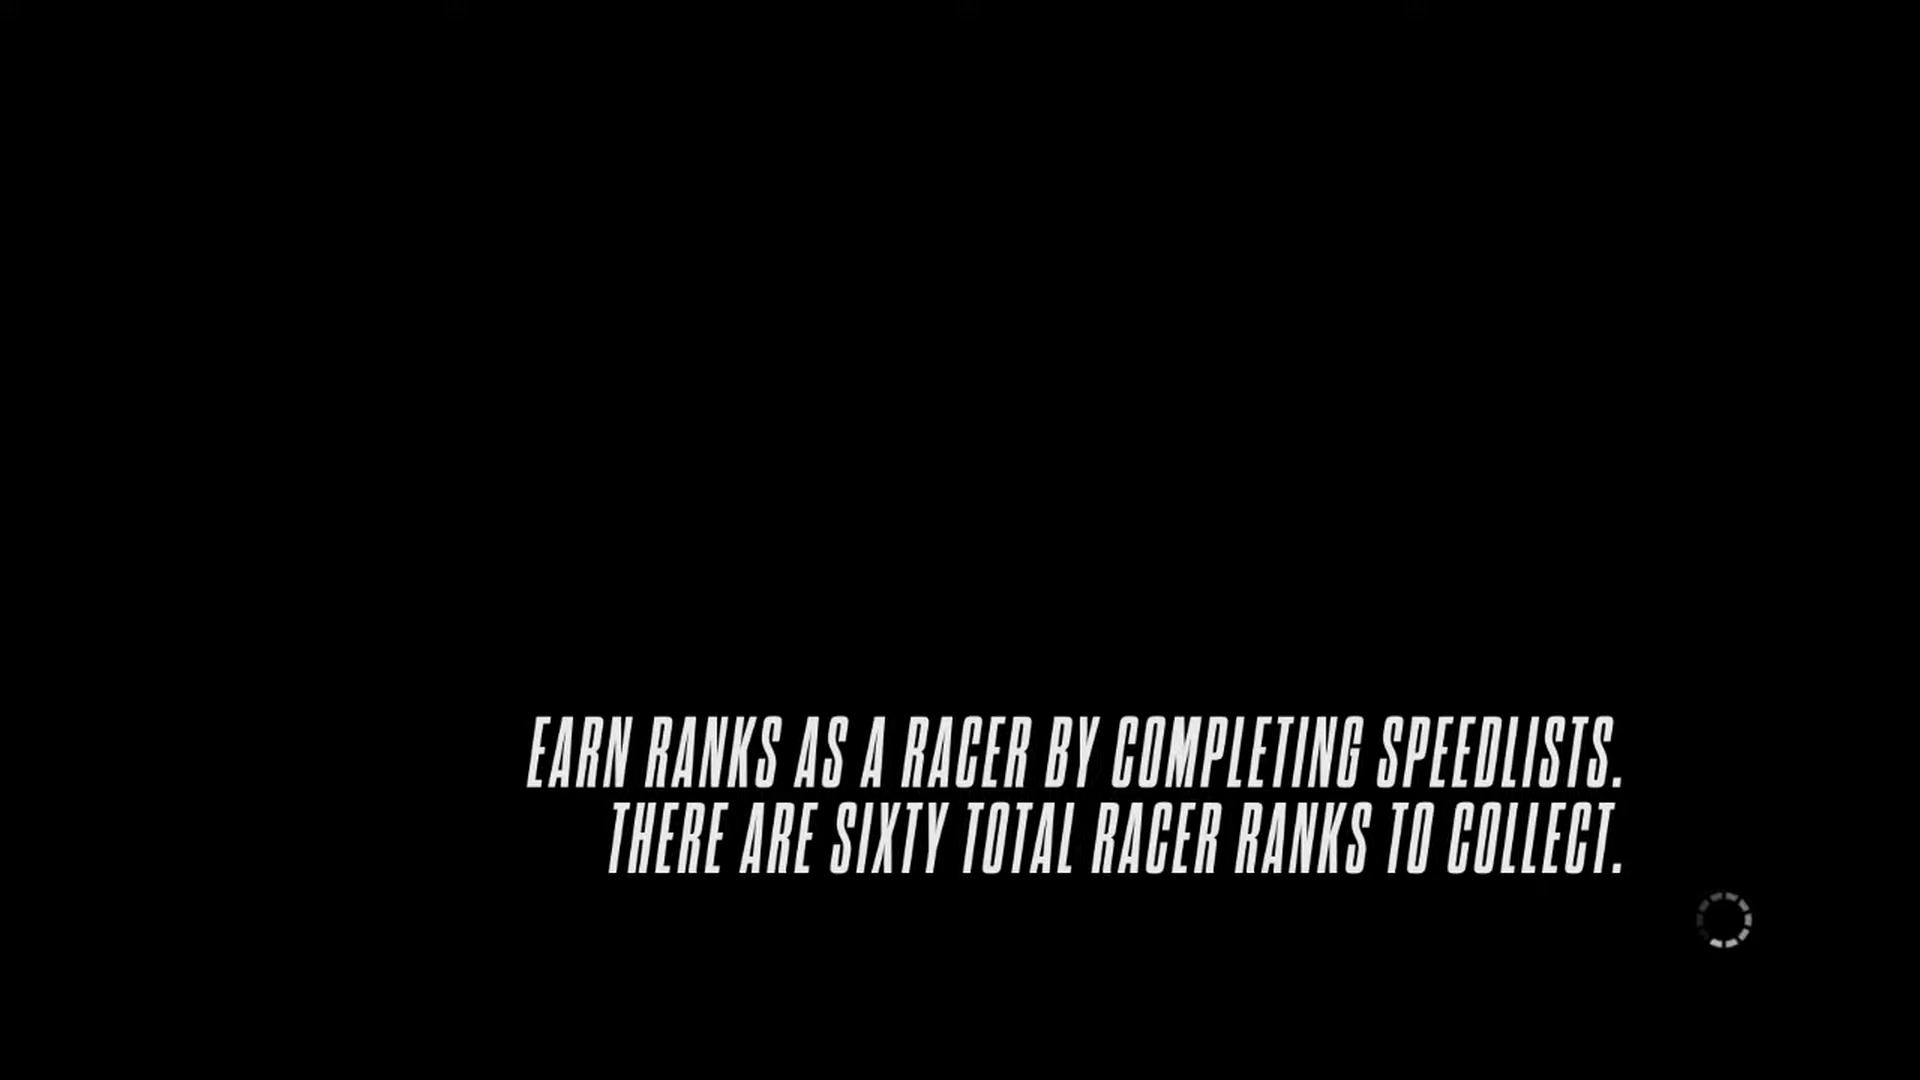 EARN RANKS AS A RACER BY COMPLETING SPEEDLISTS.
THERE ARE SIXTY TOTAL RACER RANKS TO COLLECT.